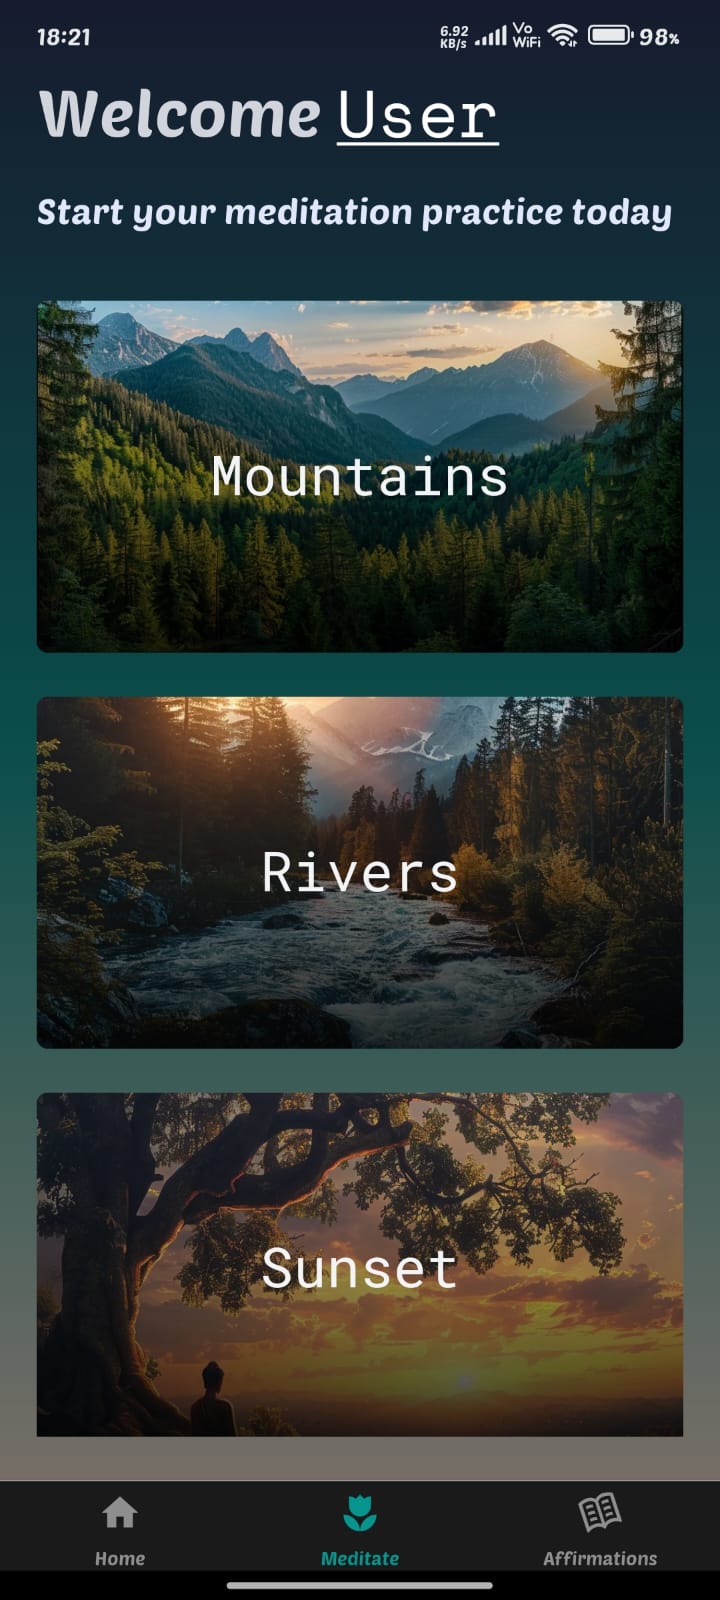 18:21 6.92 KB/s Vo WiFi 98%
Welcome User
Start your meditation practice today
Mountains
Rivers
Sunset
Home Meditate Affirmations